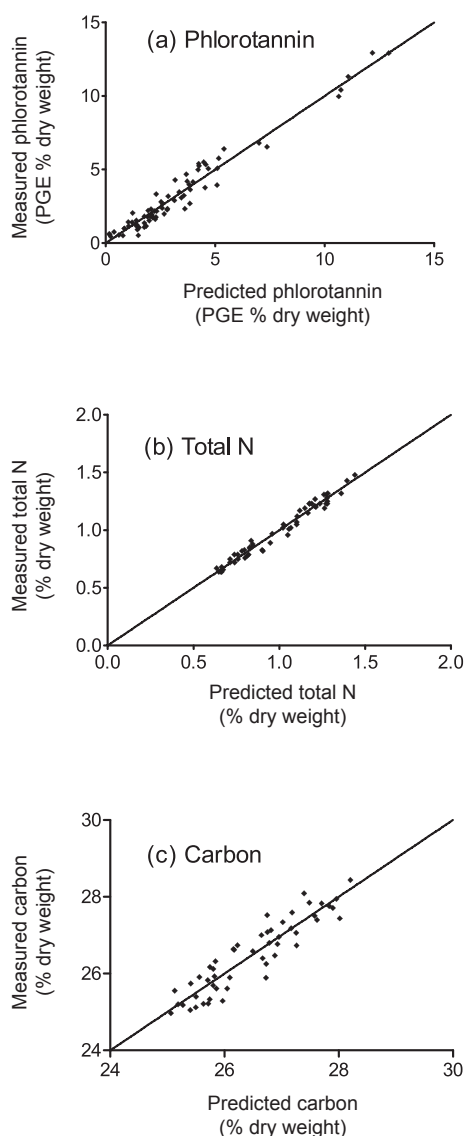 (a) Phlorotannin
Measured phlorotannin
(PGE % dry weight)
15
10
5
0
0 5 10 15
Predicted phlorotannin
(PGE % dry weight)
(b) Total N
Measured total N
(% dry weight)
2.0
1.5
1.0
0.5
0.0
0.0 0.5 1.0 1.5 2.0
Predicted total N
(% dry weight)
(c) Carbon
Measured carbon
(% dry weight)
30
28
26
24
24 26 28 30
Predicted carbon
(% dry weight)